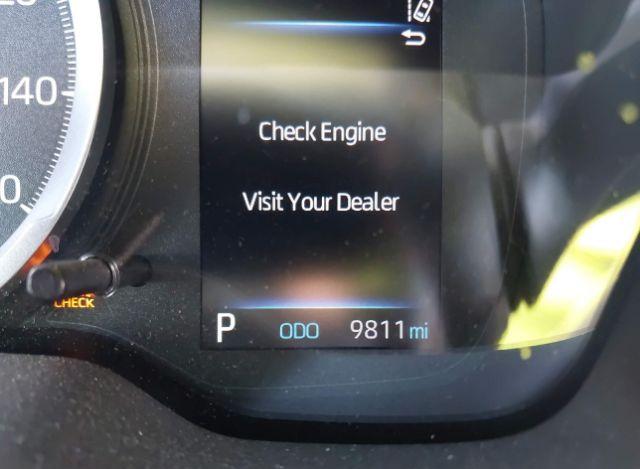 140
Check Engine
Visit Your Dealer
CHECK
P ODO 9811 mi